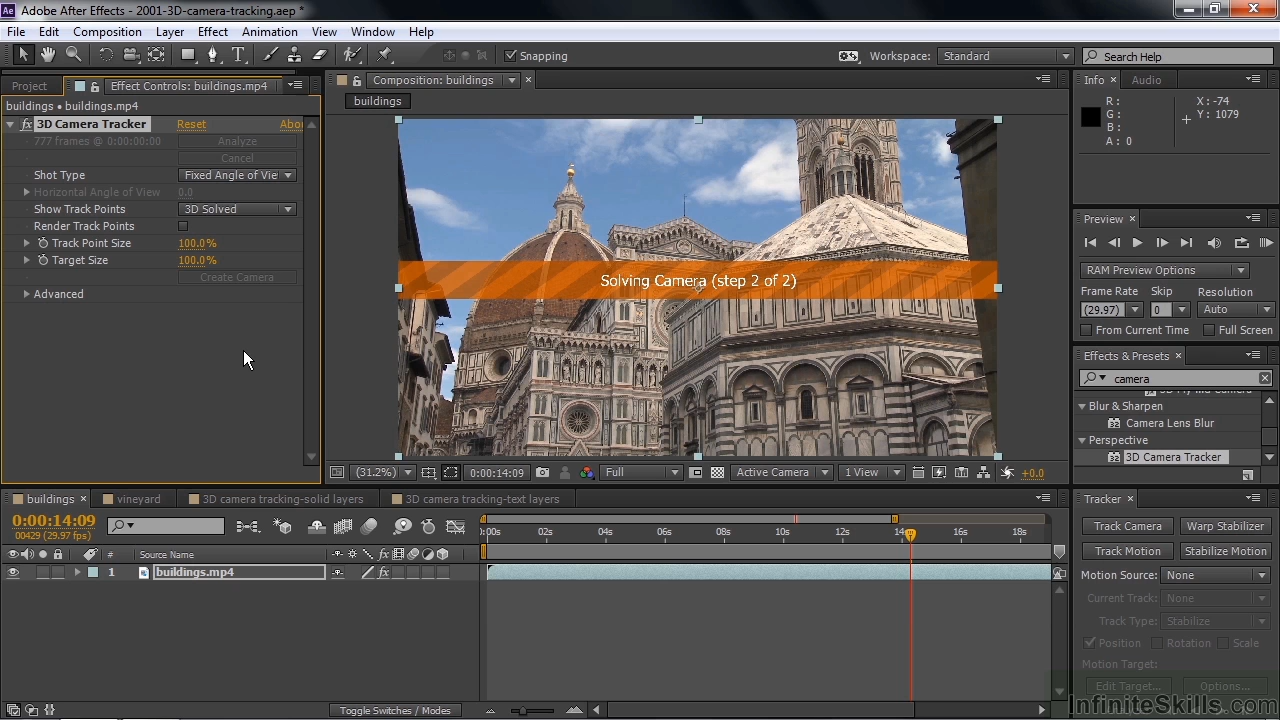 Adobe After Effects - 2001-3D-camera-tracking.aep *
File Edit Composition Layer Effect Animation View Window Help
Snapping Workspace: Standard Search Help
Project Effect Controls: buildings.mp4 Composition: buildings Info Audio
buildings • buildings.mp4 buildings
3D Camera Tracker Reset Abou
777 frames @ 0:00:00:00 Analyze
Cancel
Shot Type Fixed Angle of Vie
Horizontal Angle of View 0.0
Show Track Points 3D Solved
Render Track Points
Track Point Size 100.0%
Target Size 100.0%
Create Camera
Advanced
Solving Camera (step 2 of 2)
(31.2%) 0:00:14:09 Full Active Camera 1 View +0.0
R: X: -74
G: Y: 1079
B:
A: 0
Preview
RAM Preview Options
Frame Rate Skip Resolution
(29.97) 0 Auto
From Current Time Full Screen
Effects & Presets
camera
Blur & Sharpen
Camera Lens Blur
Perspective
3D Camera Tracker
buildings vineyard 3D camera tracking-solid layers 3D camera tracking-text layers
0:00:14:09
00429 (29.97 fps)
# Source Name
1 buildings.mp4
0:00s 02s 04s 06s 08s 10s 12s 14s 16s 18s
Toggle Switches / Modes
Tracker
Track Camera Warp Stabilizer
Track Motion Stabilize Motion
Motion Source: None
Current Track: None
Track Type: Stabilize
Position Rotation Scale
Motion Target:
Edit Target... Options...
InfiniteSkills.com